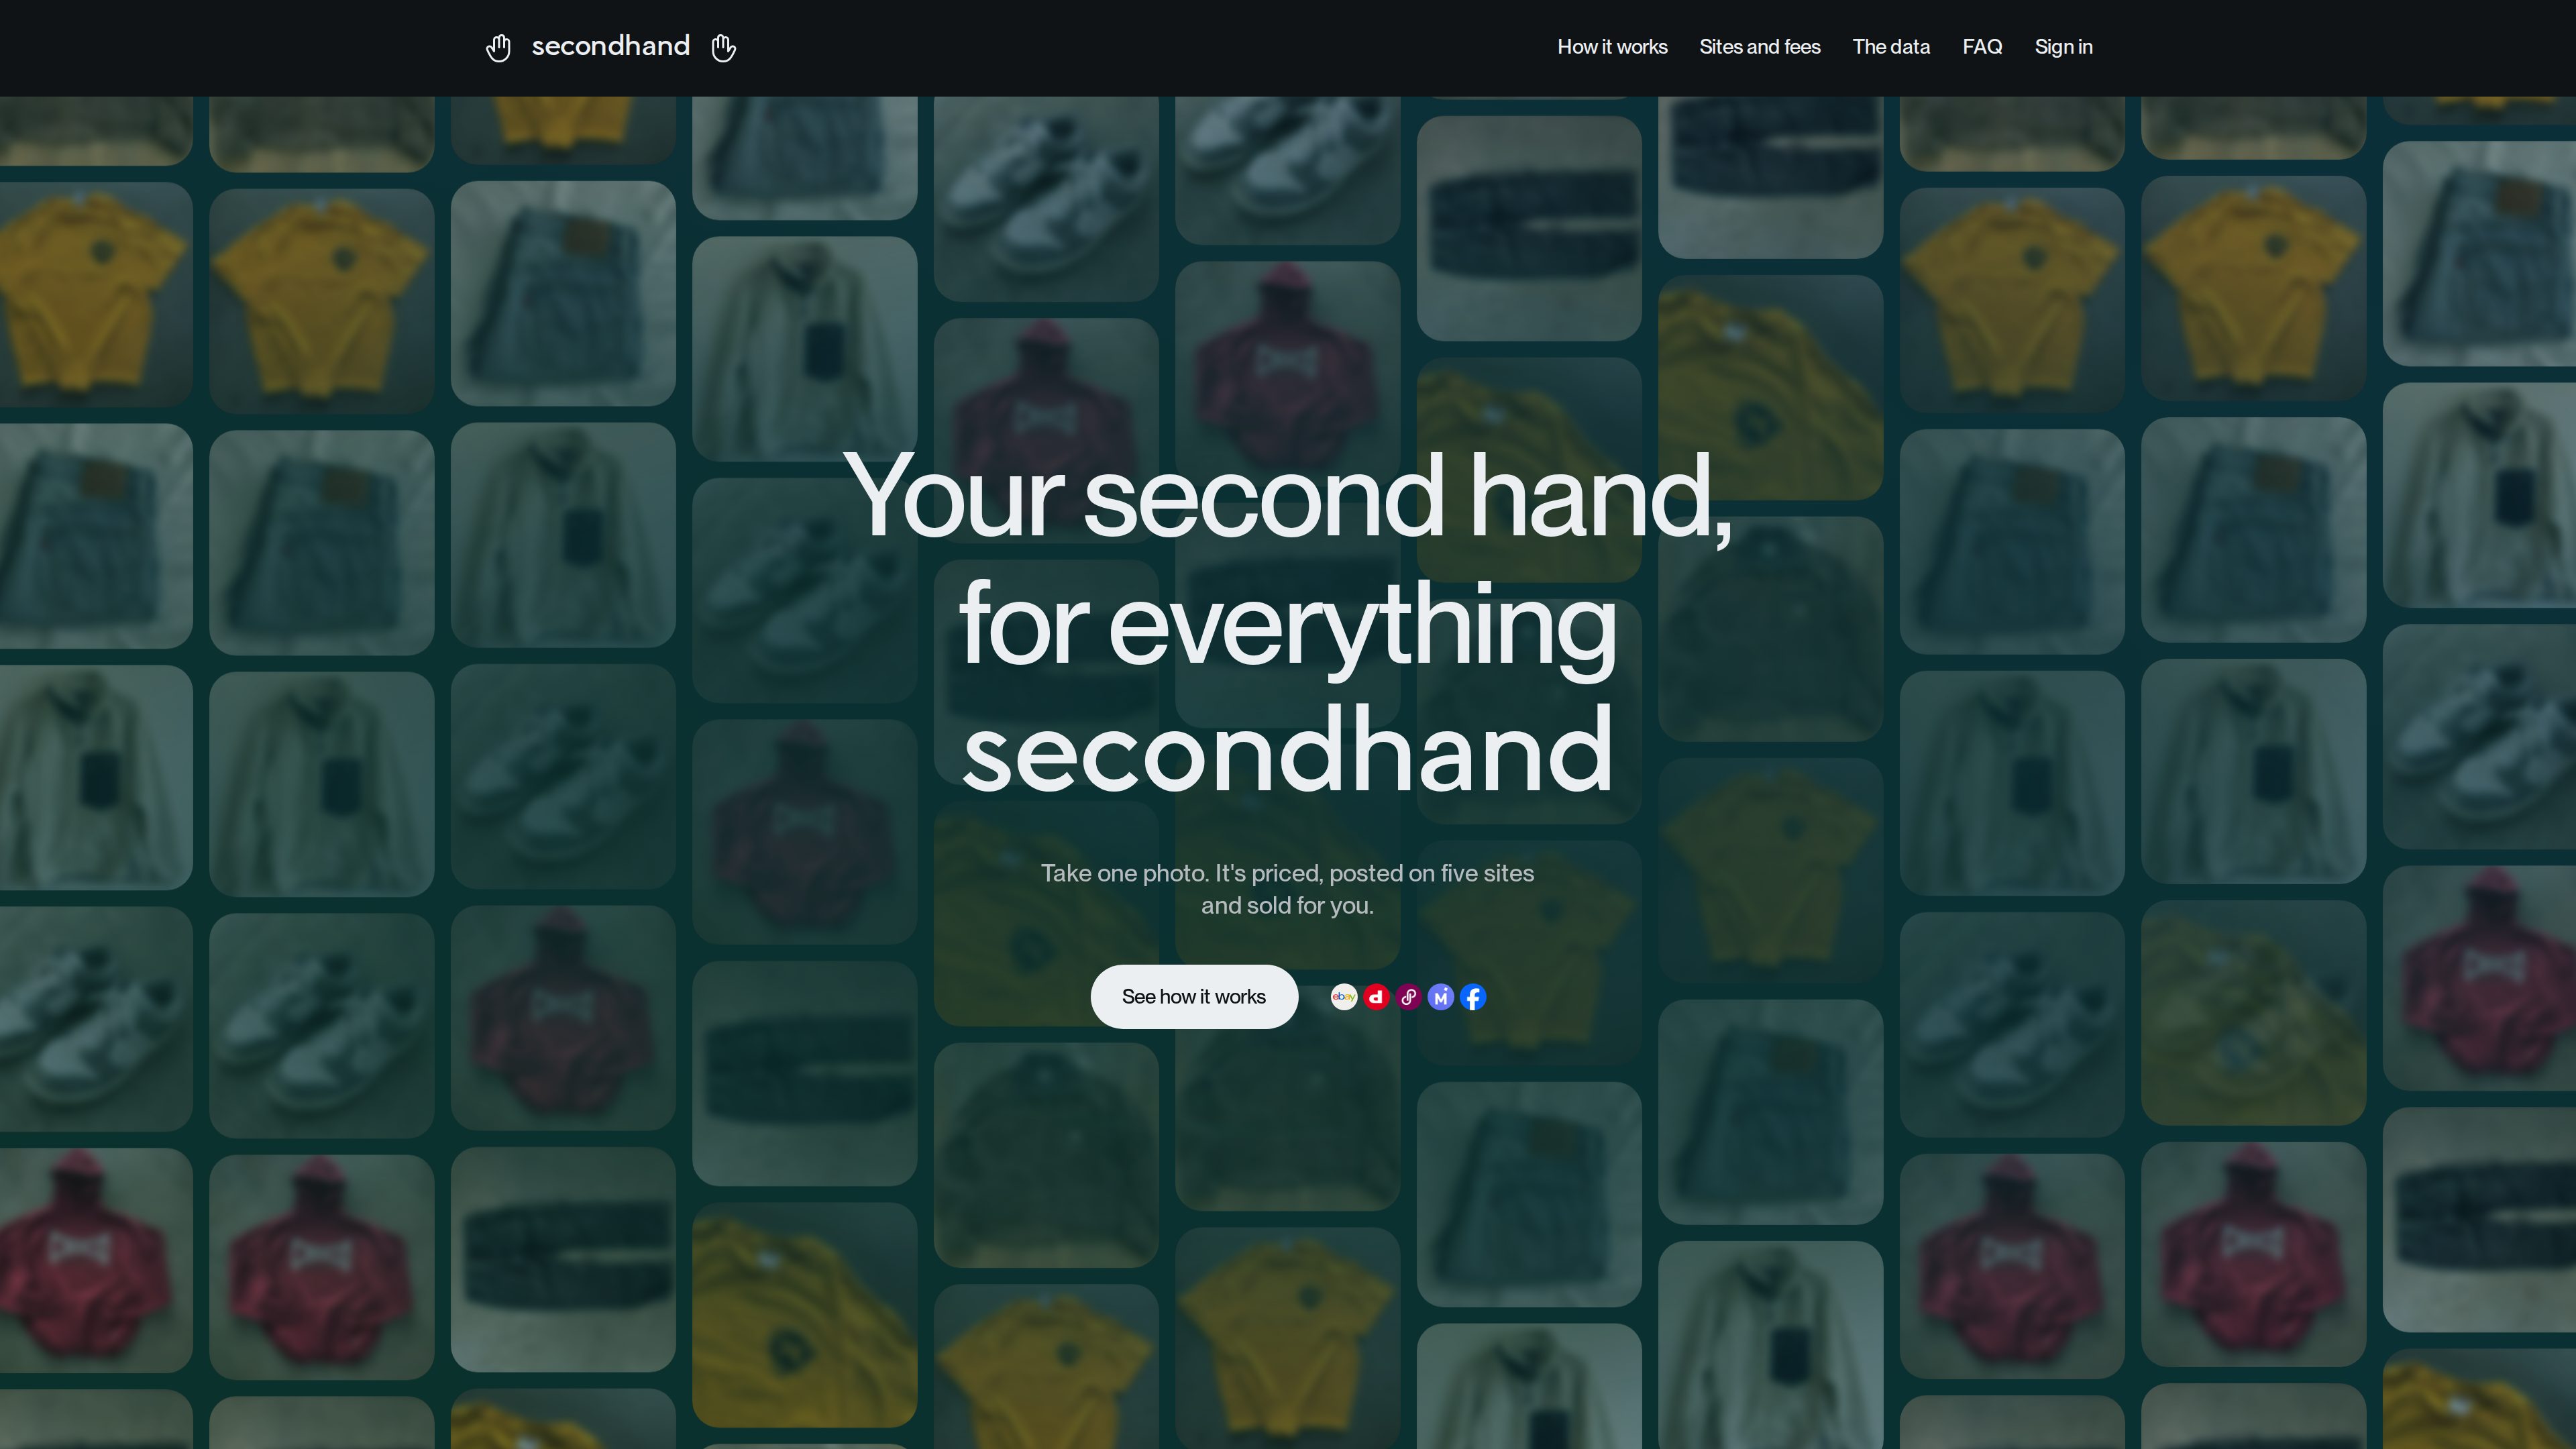 secondhand
How it works
Sites and fees
The data
FAQ
Sign in
Your second hand,
for everything
secondhand
Take one photo. It's priced, posted on five sites
and sold for you.
See how it works
ebay